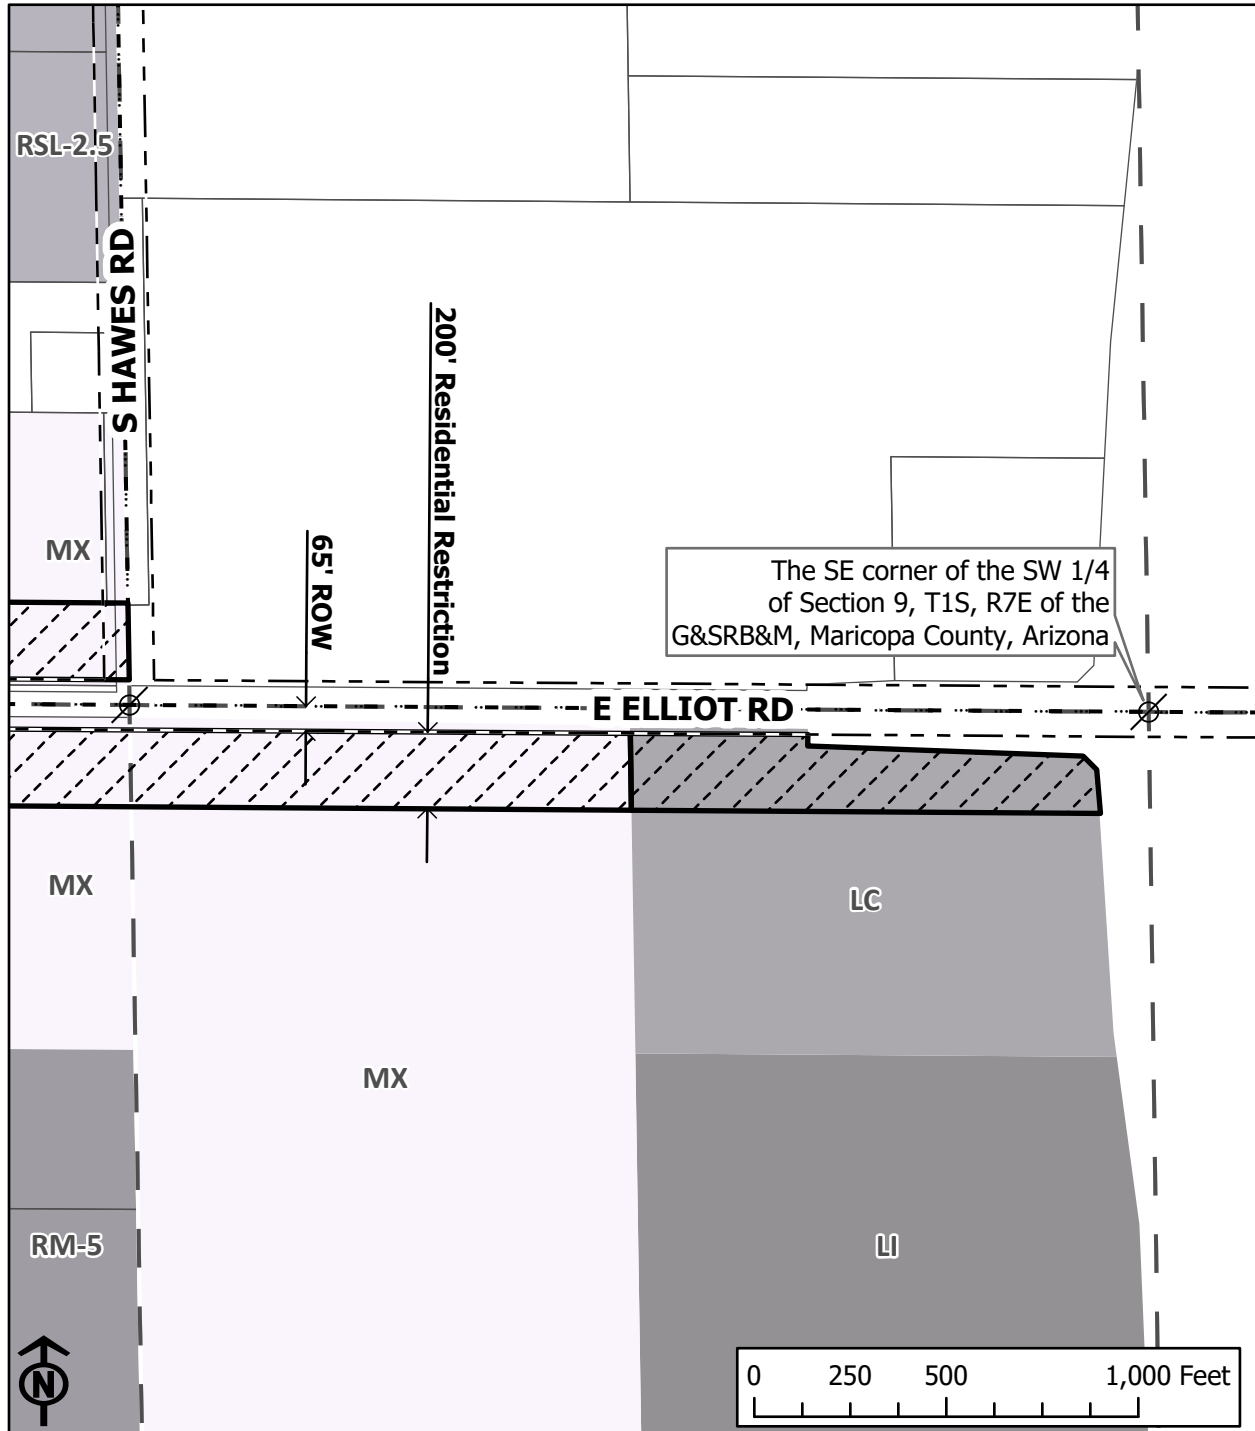 RSL-2.5
S HAWES RD
200' Residential Restriction
65' ROW
MX
The SE corner of the SW 1/4
of Section 9, T1S, R7E of the
G&SRB&M, Maricopa County, Arizona
E ELLIOT RD
MX
LC
MX
RM-5
LI
N
0 250 500 1,000 Feet